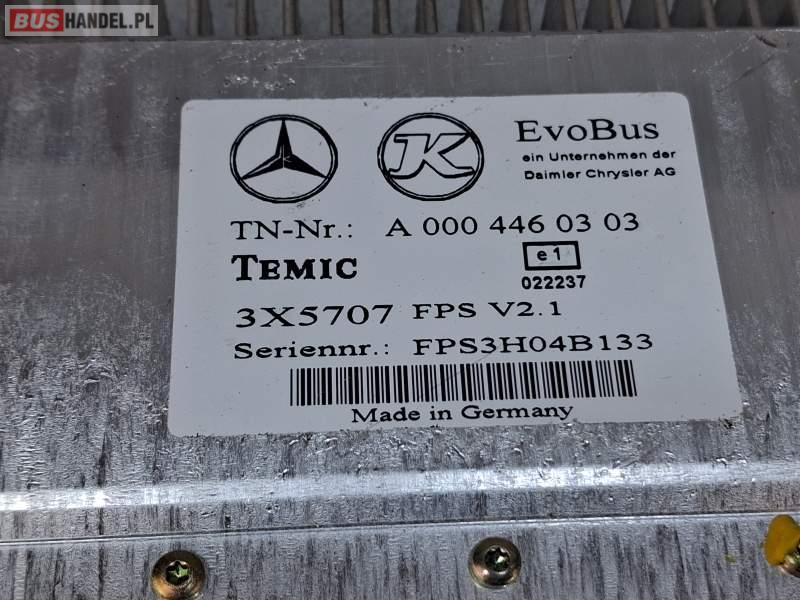 BUSHANDEL.PL
K
EvoBus
ein Unternehmen der
Daimler Chrysler AG
TN-Nr.: A 000 446 03 03
TEMIC
e1
022237
3X5707 FPS V2.1
Seriennr.: FPS3H04B133
Made in Germany